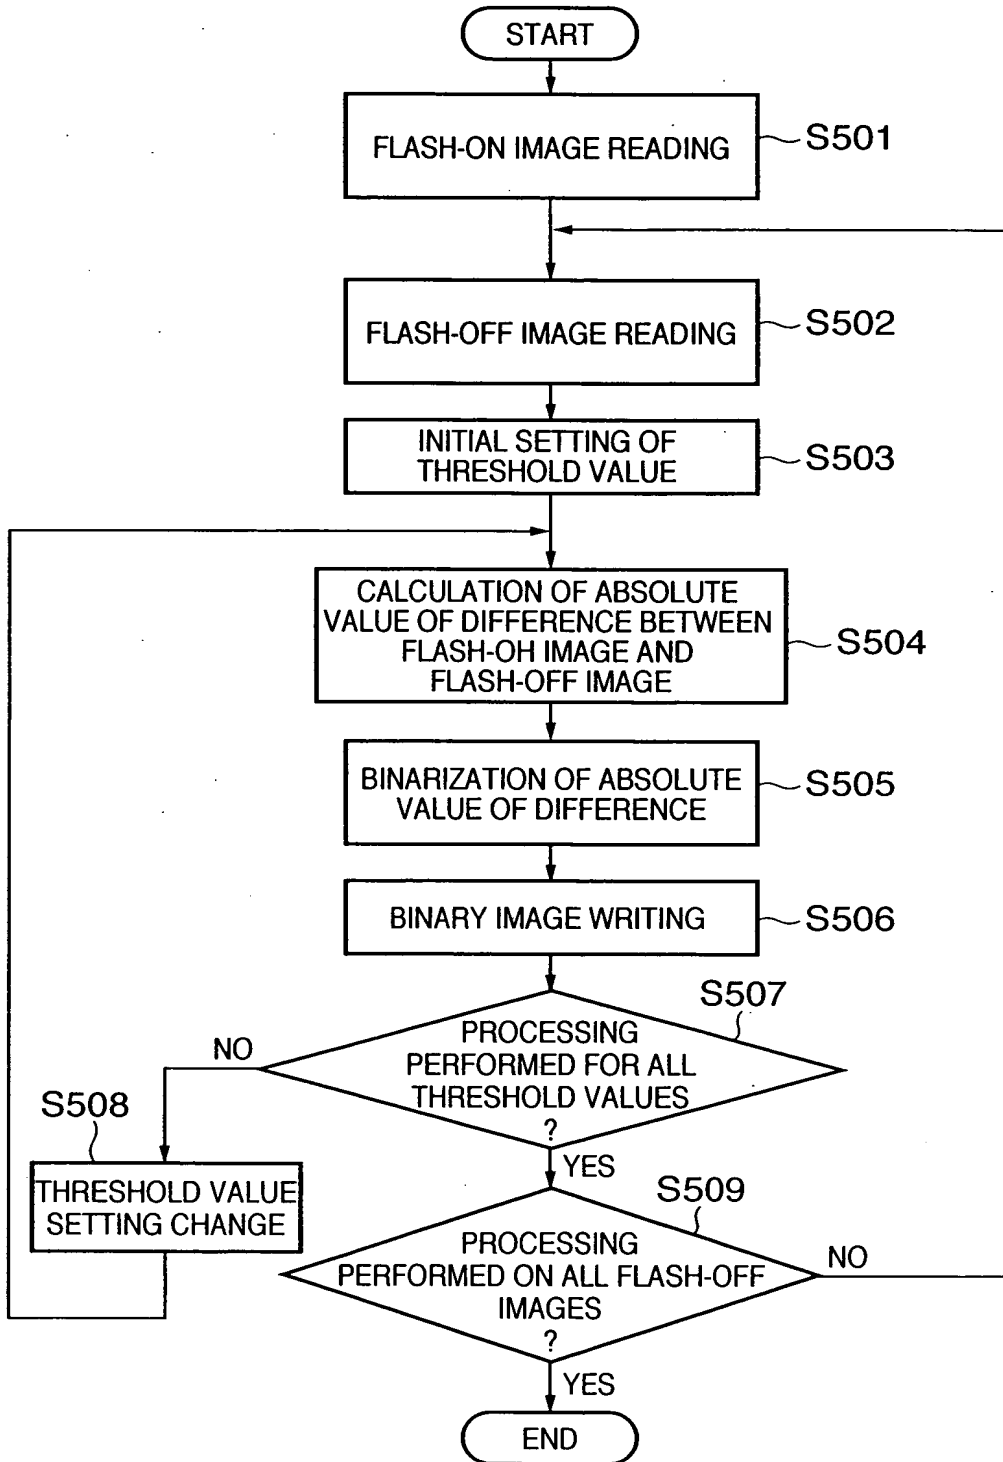 START
FLASH-ON IMAGE READING
S501
FLASH-OFF IMAGE READING
S502
INITIAL SETTING OF
THRESHOLD VALUE
S503
CALCULATION OF ABSOLUTE
VALUE OF DIFFERENCE BETWEEN
FLASH-OH IMAGE AND
FLASH-OFF IMAGE
S504
BINARIZATION OF ABSOLUTE
VALUE OF DIFFERENCE
S505
BINARY IMAGE WRITING
S506
S507
PROCESSING
PERFORMED FOR ALL
THRESHOLD VALUES
?
NO
YES
S508
THRESHOLD VALUE
SETTING CHANGE
S509
PROCESSING
PERFORMED ON ALL FLASH-OFF
IMAGES
?
NO
YES
END